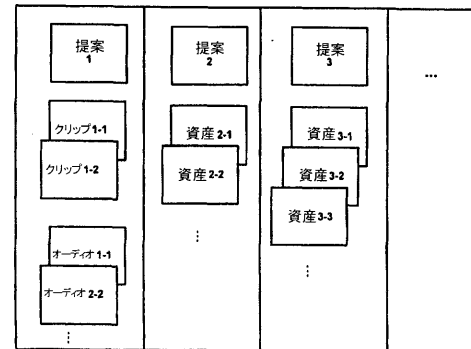 提案
1
クリップ1-1
クリップ1-2
オーディオ1-1
オーディオ2-2
⋮
提案
2
資産2-1
資産2-2
⋮
提案
3
資産3-1
資産3-2
資産3-3
⋮
...